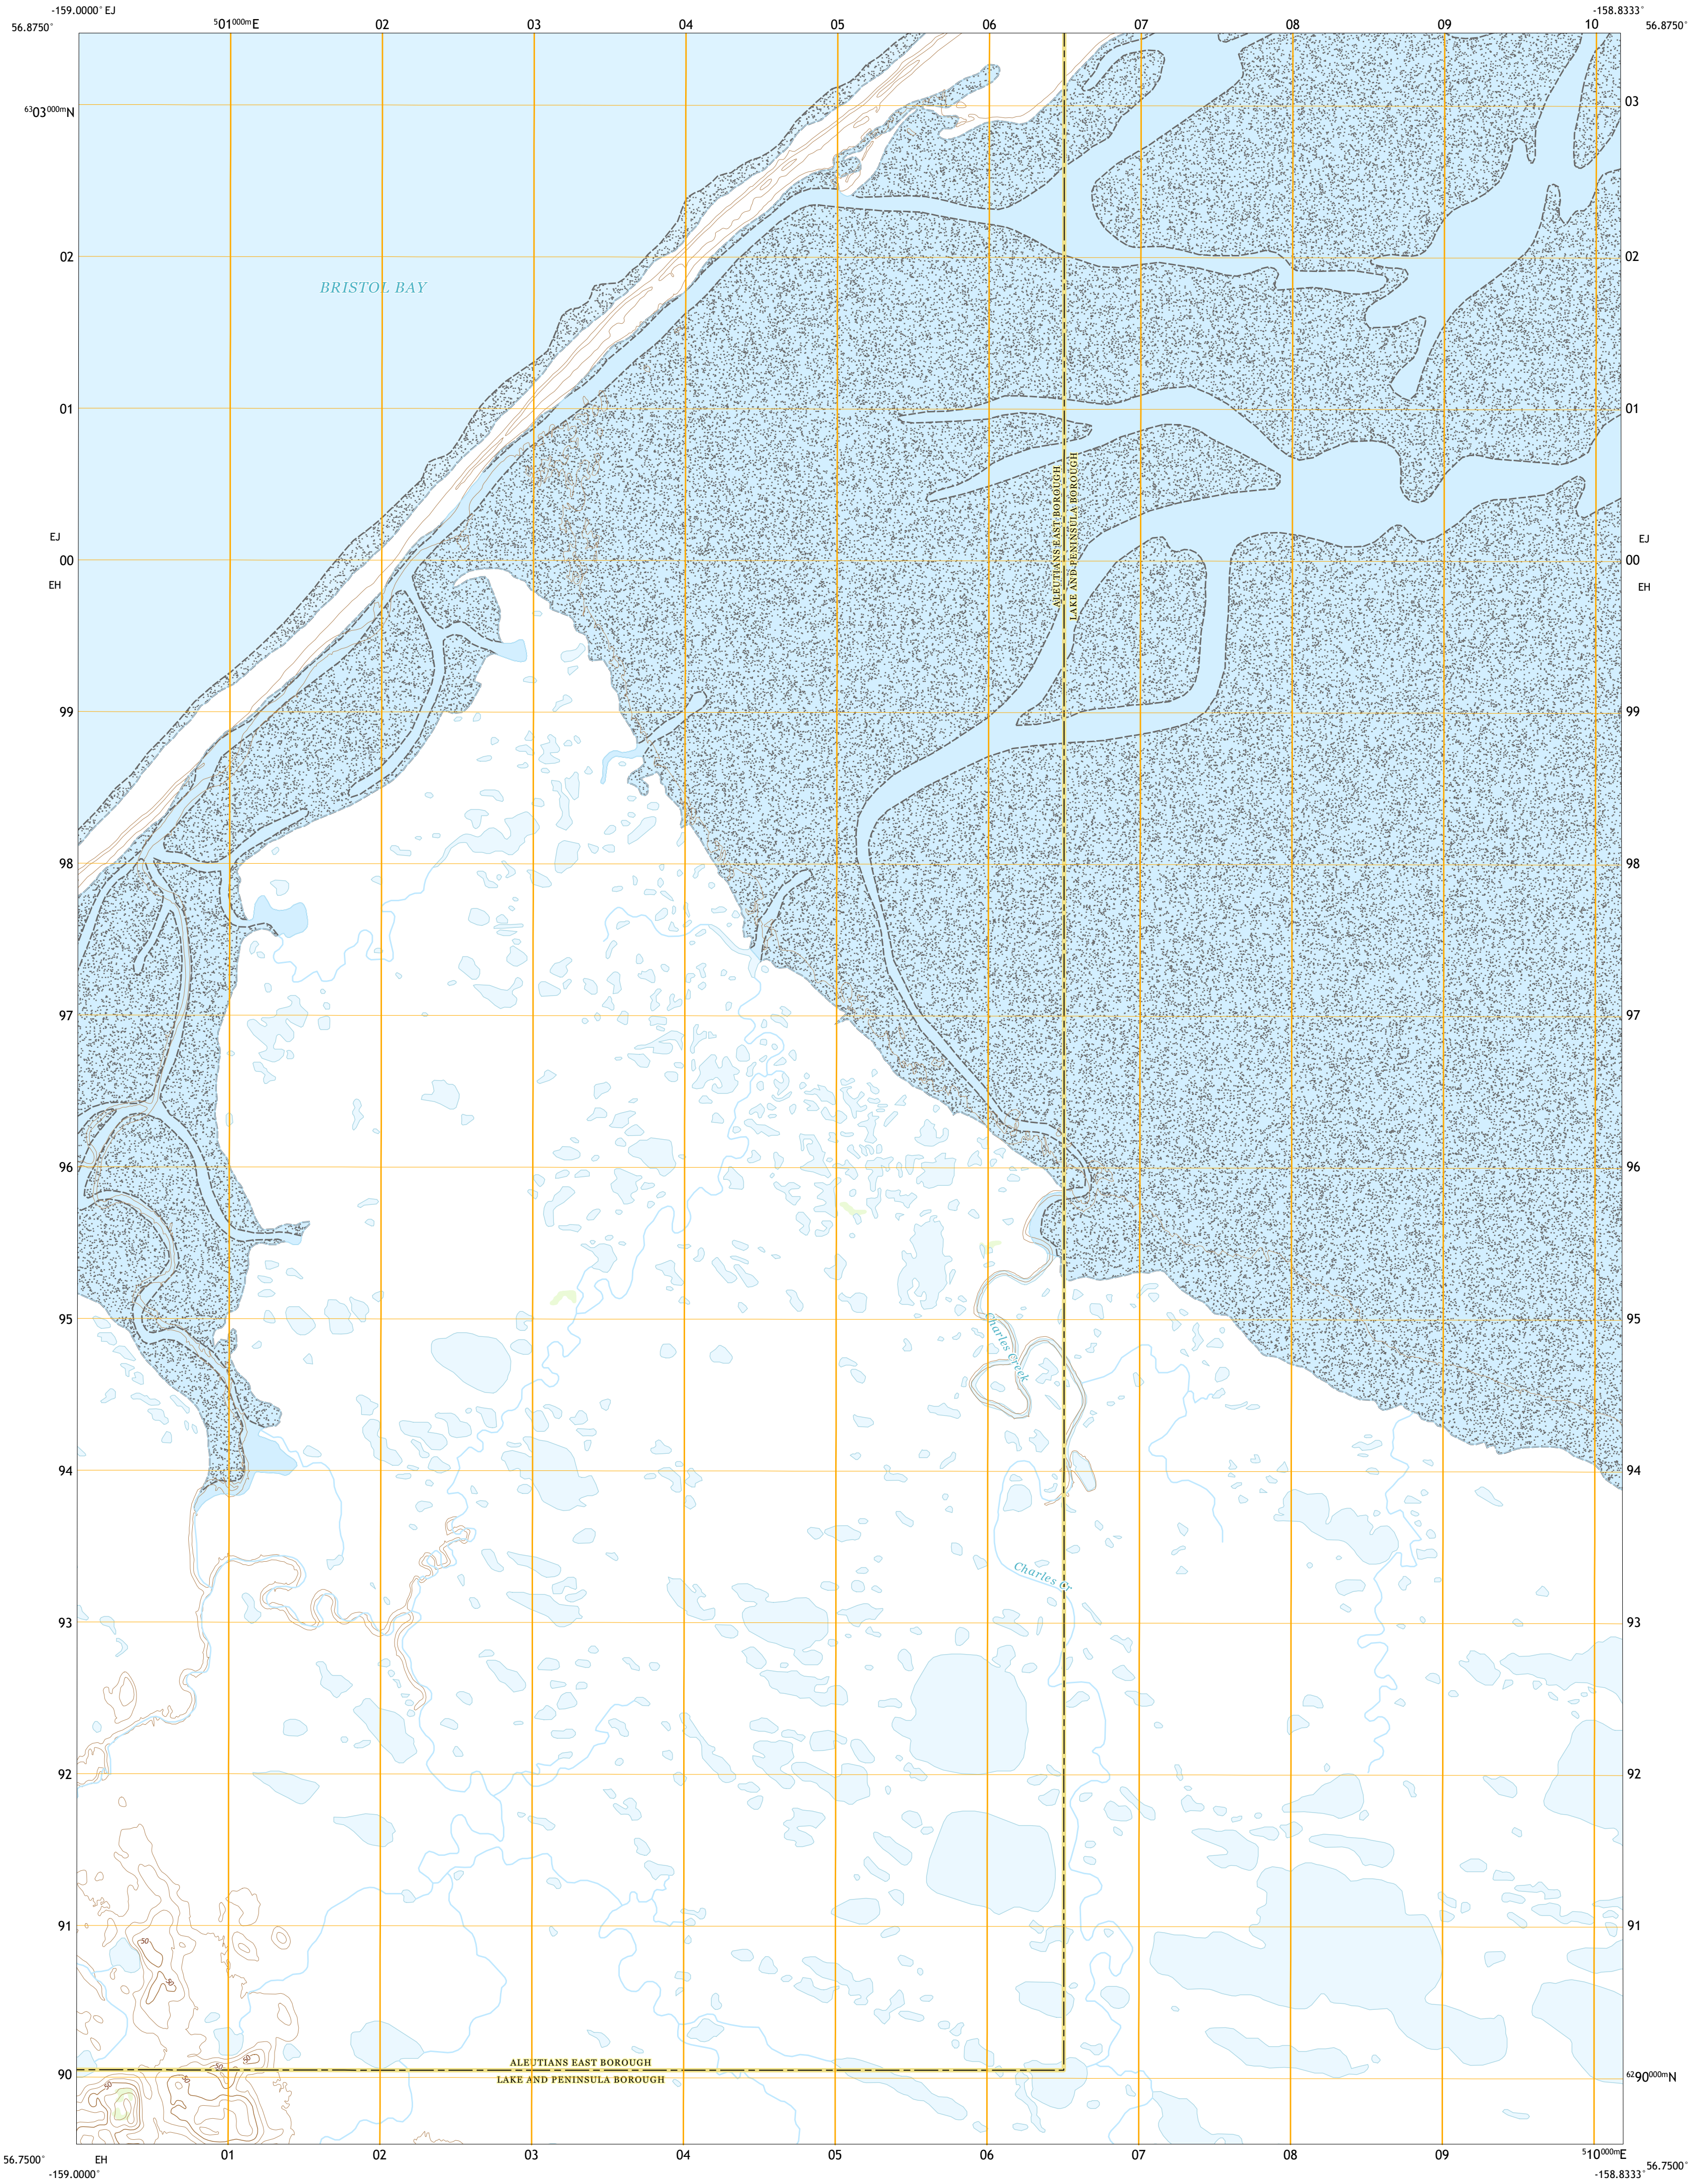 -159.0000° EJ
-158.8333°
56.8750°
⁵01⁰⁰⁰ᵐE 02 03 04 05 06 07 08 09 10
56.8750°
⁶³03⁰⁰⁰ᵐN
03
02
BRISTOL BAY
02
01
01
ALEUTIANS EAST BOROUGH
LAKE AND PENINSULA BOROUGH
EJ
EJ
00
00
EH
EH
99
99
98
98
97
97
96
96
95
95
Charles Creek
94
94
Charles Cr
93
93
92
92
91
91
50
50
50
50
ALEUTIANS EAST BOROUGH
90
LAKE AND PENINSULA BOROUGH
⁶²90⁰⁰⁰ᵐN
50
50
56.7500°
EH
01 02 03 04 05 06 07 08 09 ⁵10⁰⁰⁰ᵐE
56.7500°
-159.0000°
-158.8333°